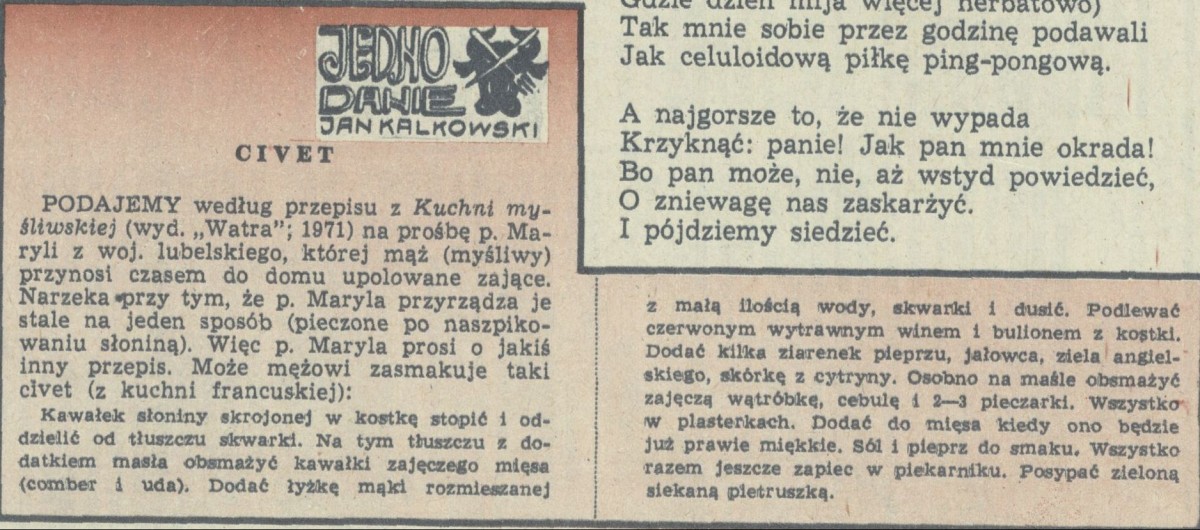 JEDNO
DANIE
JAN KALKOWSKI
CIVET
PODAJEMY według przepisu z Kuchni my-
śliwskiej (wyd. „Watra”; 1971) na prośbę p. Ma-
ryli z woj. lubelskiego, której mąż (myśliwy)
przynosi czasem do domu upolowane zające.
Narzeka przy tym, że p. Maryla przyrządza je
stale na jeden sposób (pieczone po naszpiko-
waniu słoniną). Więc p. Maryla prosi o jakiś
inny przepis. Może mężowi zasmakuje taki
civet (z kuchni francuskiej):
Kawałek słoniny skrojonej w kostkę stopić i od-
dzielić od tłuszczu skwarki. Na tym tłuszczu z do-
datkiem masła obsmażyć kawałki zajęczego mięsa
(comber i uda). Dodać łyżkę mąki rozmieszanej
z małą ilością wody, skwarki i dusić. Podlewać
czerwonym wytrawnym winem i bulionem z kostki.
Dodać kilka ziarenek pieprzu, jałowca, ziela angiel-
skiego, skórkę z cytryny. Osobno na maśle obsmażyć
zajęczą wątróbkę, cebulę i 2—3 pieczarki. Wszystko
w plasterkach. Dodać do mięsa kiedy ono będzie
już prawie miękkie. Sól i pieprz do smaku. Wszystko
razem jeszcze zapiec w piekarniku. Posypać zieloną
siekaną pietruszką.
Gdzie dzień mija więcej herbatowo)
Tak mnie sobie przez godzinę podawali
Jak celuloidową piłkę ping-pongową.
A najgorsze to, że nie wypada
Krzyknąć: panie! Jak pan mnie okrada!
Bo pan może, nie, aż wstyd powiedzieć,
O zniewagę nas zaskarżyć.
I pójdziemy siedzieć.